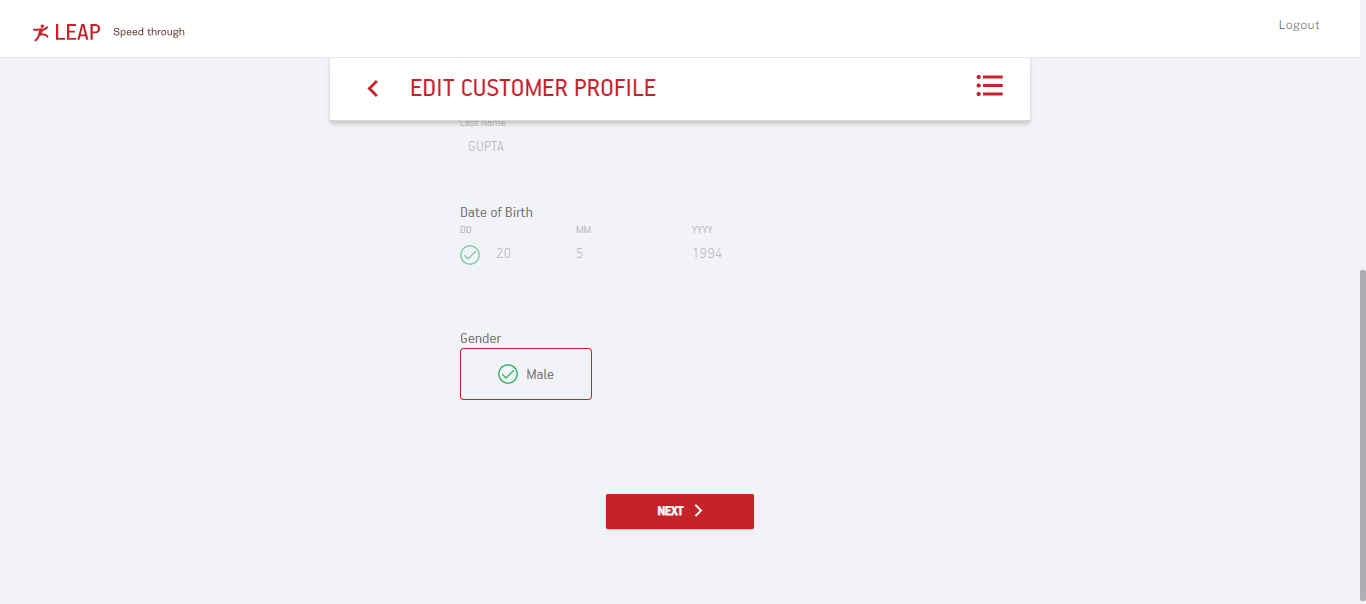 LEAP Speed through
Logout
EDIT CUSTOMER PROFILE
Last Name
GUPTA
Date of Birth
DD MM YYYY
20 5 1994
Gender
Male
NEXT